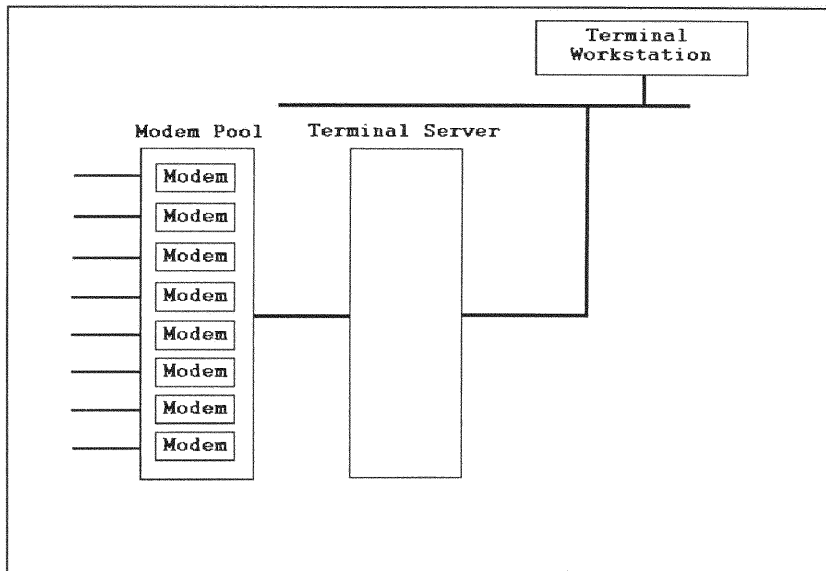 Terminal
Workstation
Modem Pool
Terminal Server
Modem
Modem
Modem
Modem
Modem
Modem
Modem
Modem